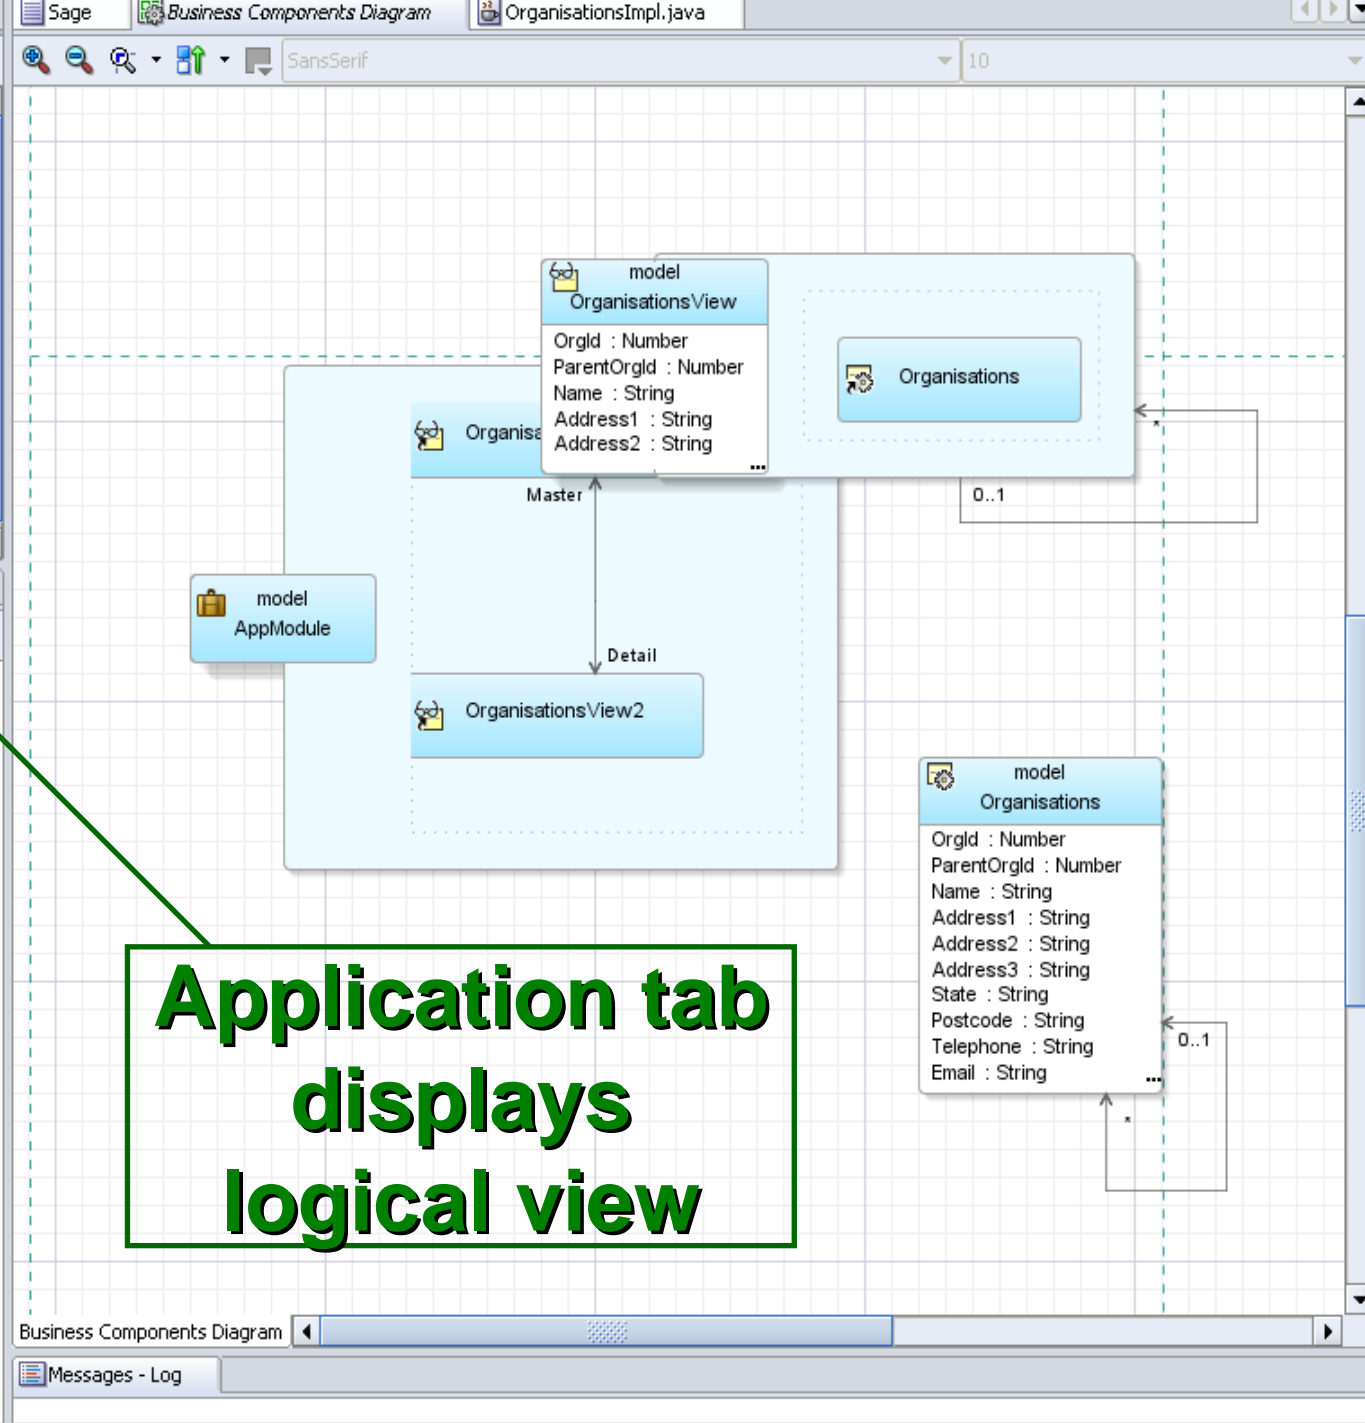 Sage
Business Components Diagram
OrganisationsImpl.java
SansSerif
10
model
OrganisationsView
OrgId : Number
ParentOrgId : Number
Name : String
Address1 : String
Address2 : String
...
Organisations
*
0..1
Organisa
Master
model
AppModule
Detail
OrganisationsView2
model
Organisations
OrgId : Number
ParentOrgId : Number
Name : String
Address1 : String
Address2 : String
Address3 : String
State : String
Postcode : String
Telephone : String
Email : String
...
0..1
*
Application tab
displays
logical view
Business Components Diagram
Messages - Log